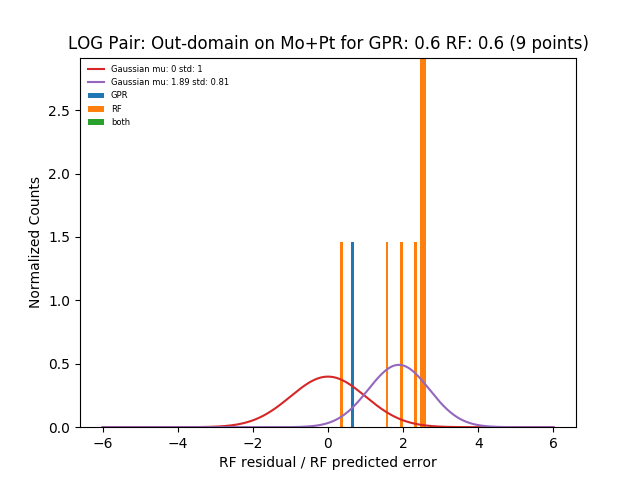 LOG Pair: Out-domain on Mo+Pt for GPR: 0.6 RF: 0.6 (9 points)
Gaussian mu: 0 std: 1
Gaussian mu: 1.89 std: 0.81
GPR
RF
both
Normalized Counts
2.5
2.0
1.5
1.0
0.5
0.0
−6 −4 −2 0 2 4 6
RF residual / RF predicted error